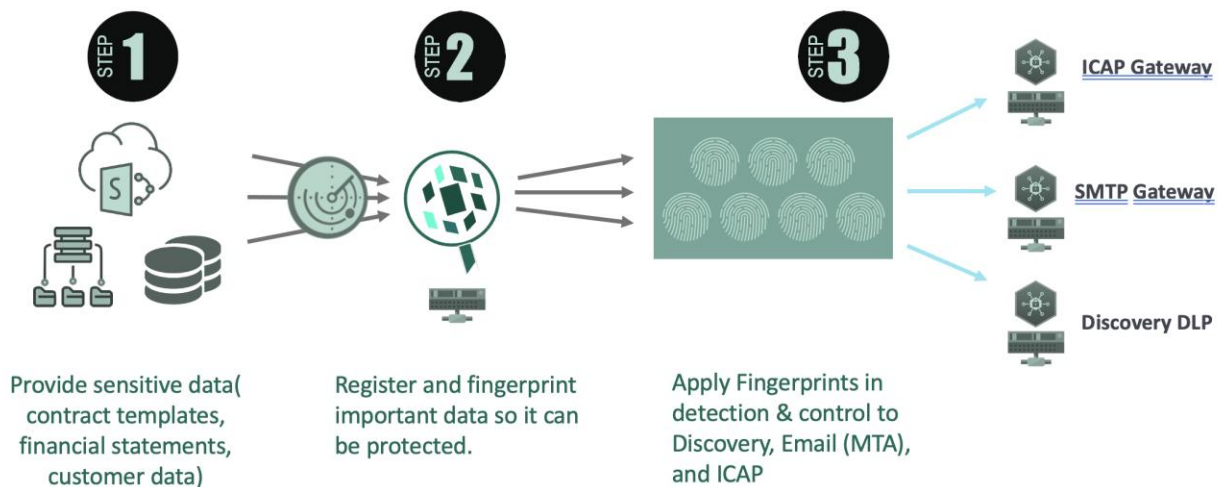 STEP 1
STEP 2
STEP 3
S
ICAP Gateway
SMTP Gateway
Discovery DLP
Provide sensitive data(
contract templates,
financial statements,
customer data)
Register and fingerprint
important data so it can
be protected.
Apply Fingerprints in
detection & control to
Discovery, Email (MTA),
and ICAP